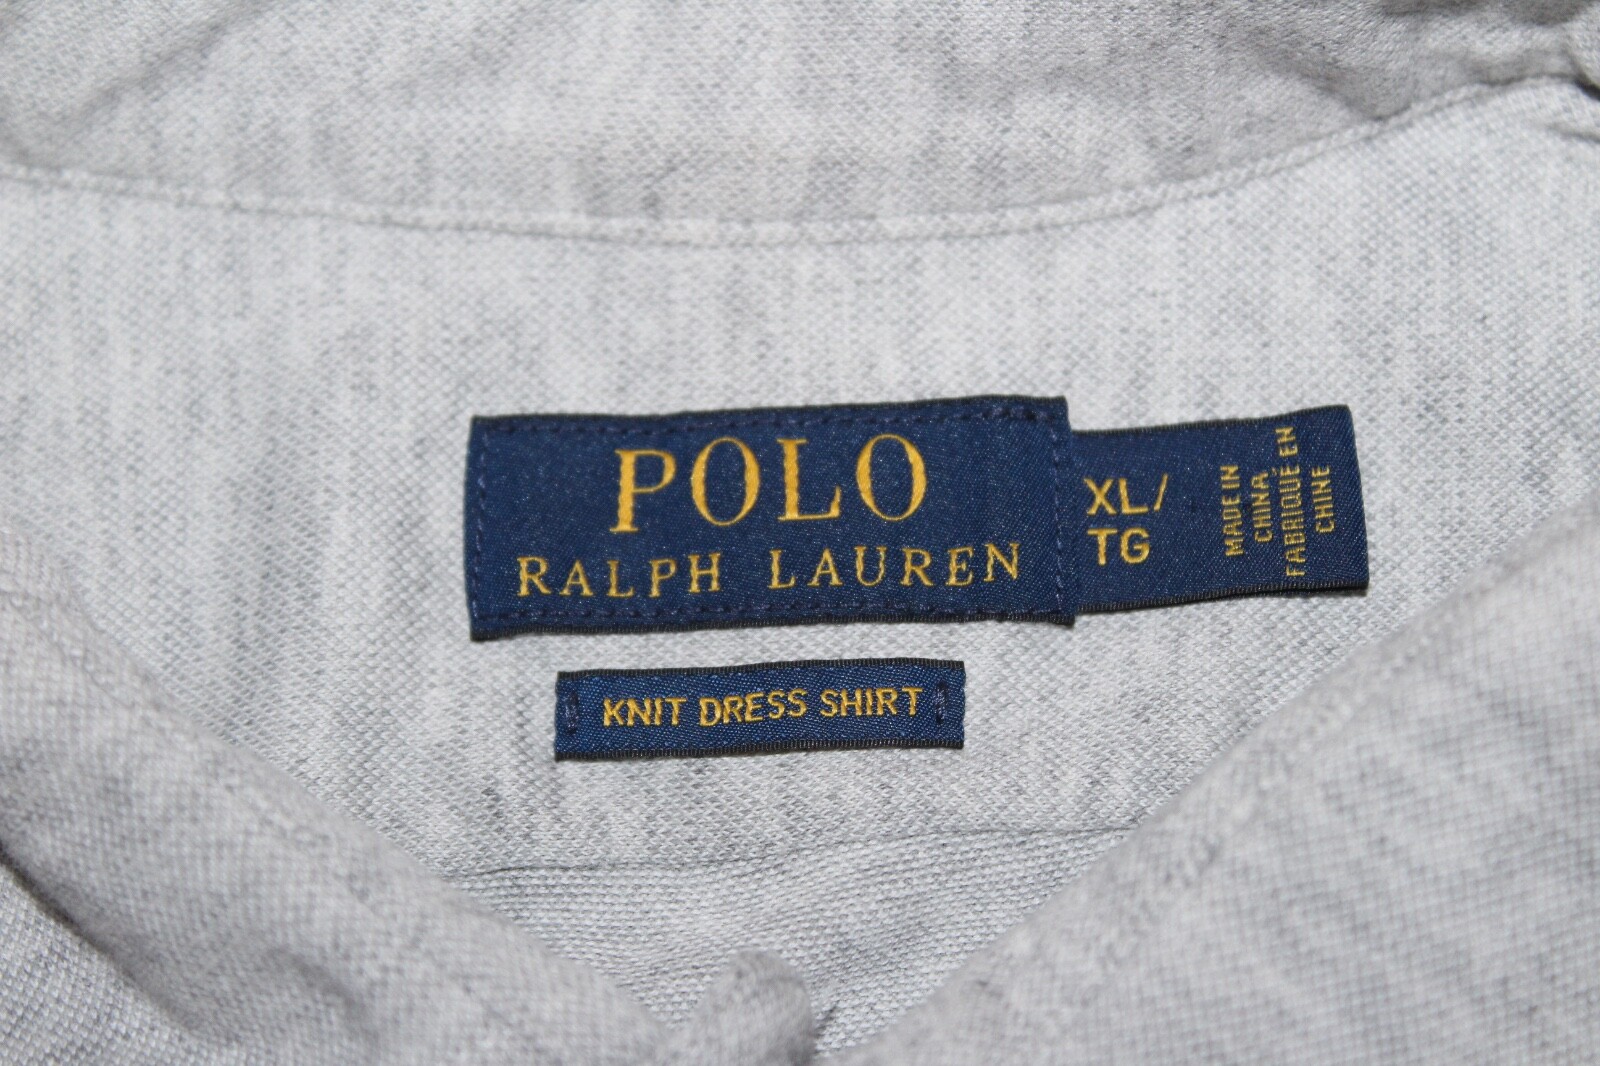 POLO
RALPH LAUREN
XL/
TG
MADE IN
CHINA
FABRIQUÉ EN
CHINE
KNIT DRESS SHIRT